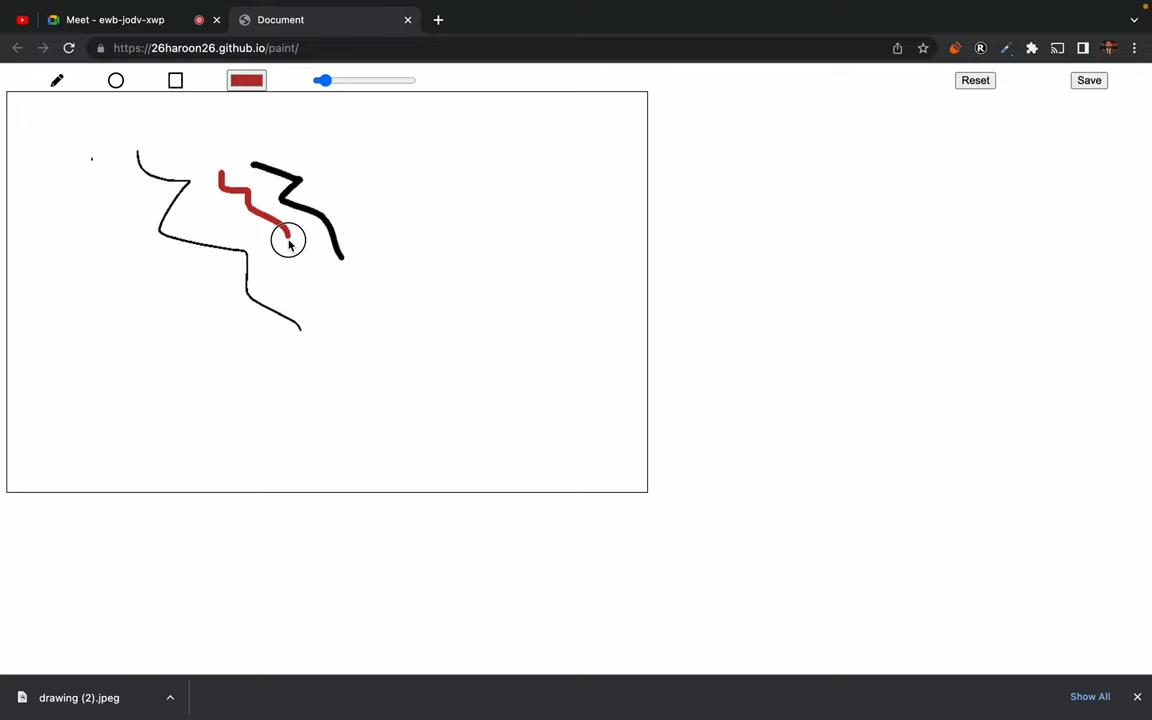 Meet - ewb-jodv-xwp
Document
https://26haroon26.github.io/paint/
Reset
Save
drawing (2).jpeg
Show All